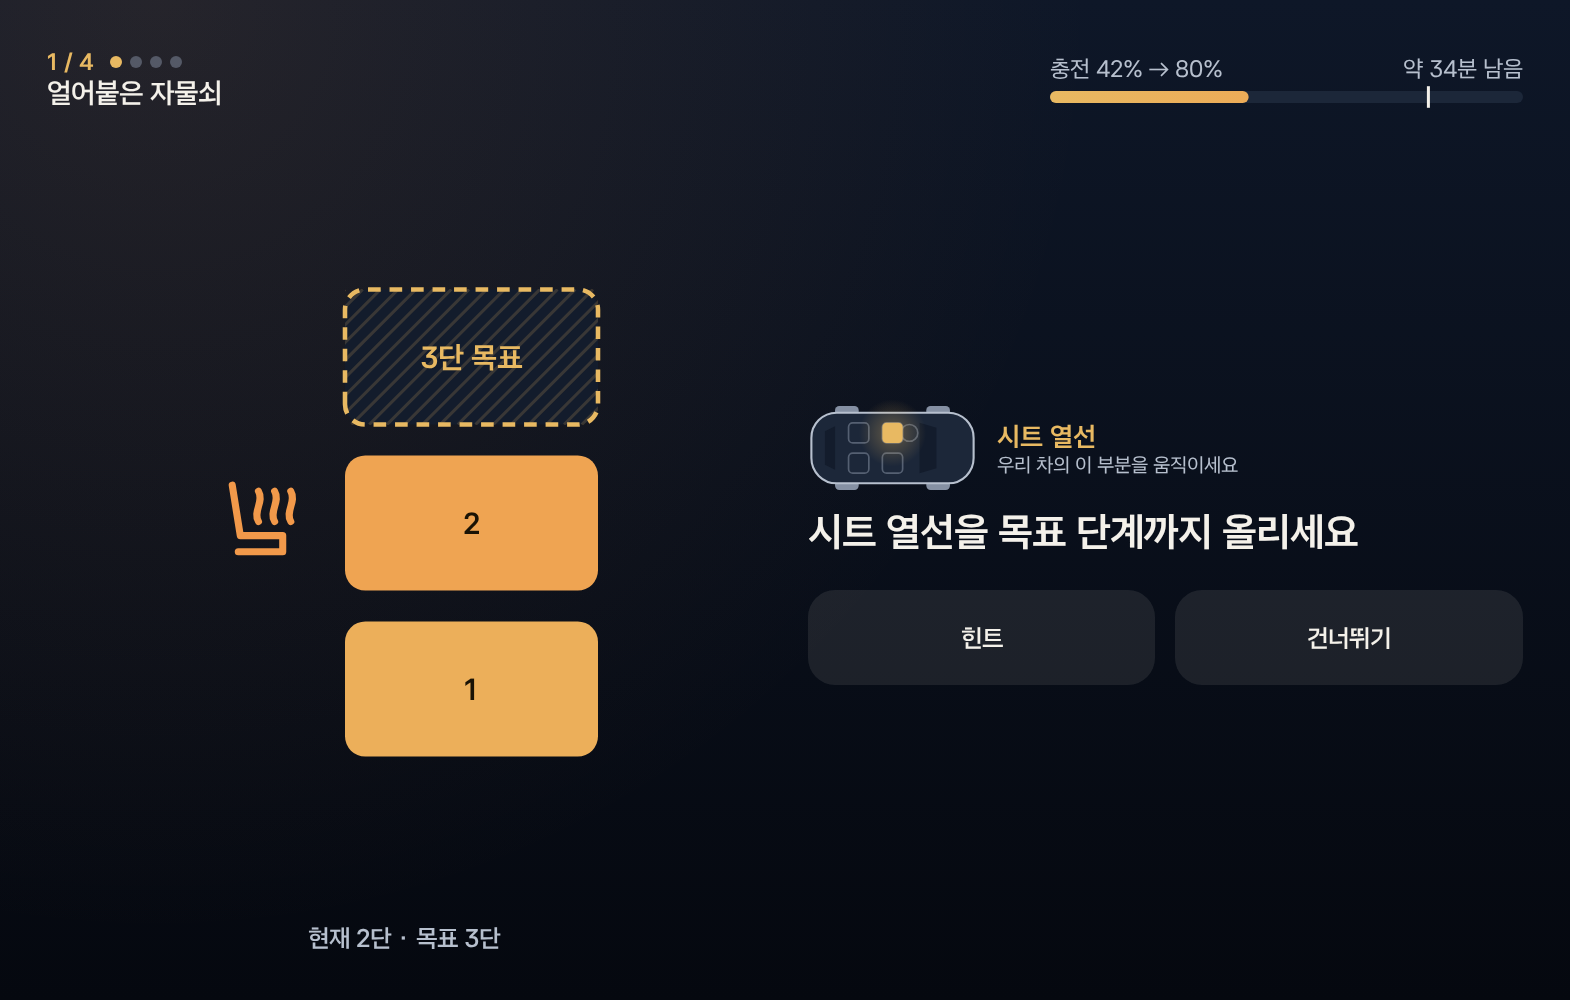 1 / 4
얼어붙은 자물쇠
충전 42% → 80%
약 34분 남음
3단 목표
2
1
시트 열선
우리 차의 이 부분을 움직이세요
시트 열선을 목표 단계까지 올리세요
힌트
건너뛰기
현재 2단 · 목표 3단